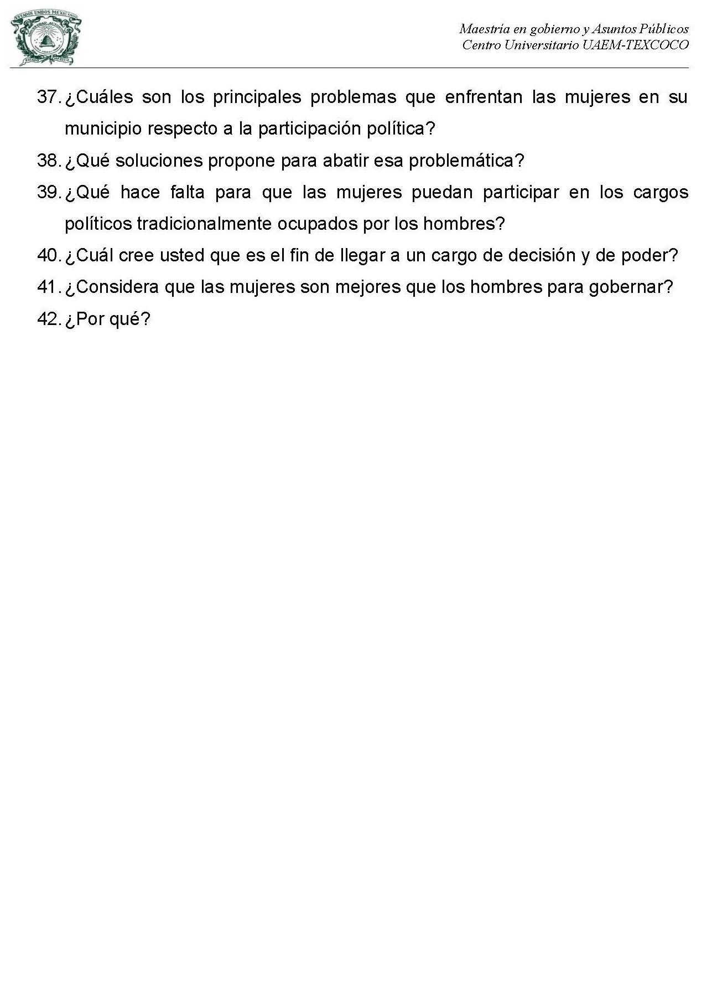 ESTADOS UNIDOS MEXICANOS
Maestría en gobierno y Asuntos Públicos
Centro Universitario UAEM-TEXCOCO
37. ¿Cuáles son los principales problemas que enfrentan las mujeres en su
municipio respecto a la participación política?
38. ¿Qué soluciones propone para abatir esa problemática?
39. ¿Qué hace falta para que las mujeres puedan participar en los cargos
políticos tradicionalmente ocupados por los hombres?
40. ¿Cuál cree usted que es el fin de llegar a un cargo de decisión y de poder?
41. ¿Considera que las mujeres son mejores que los hombres para gobernar?
42. ¿Por qué?